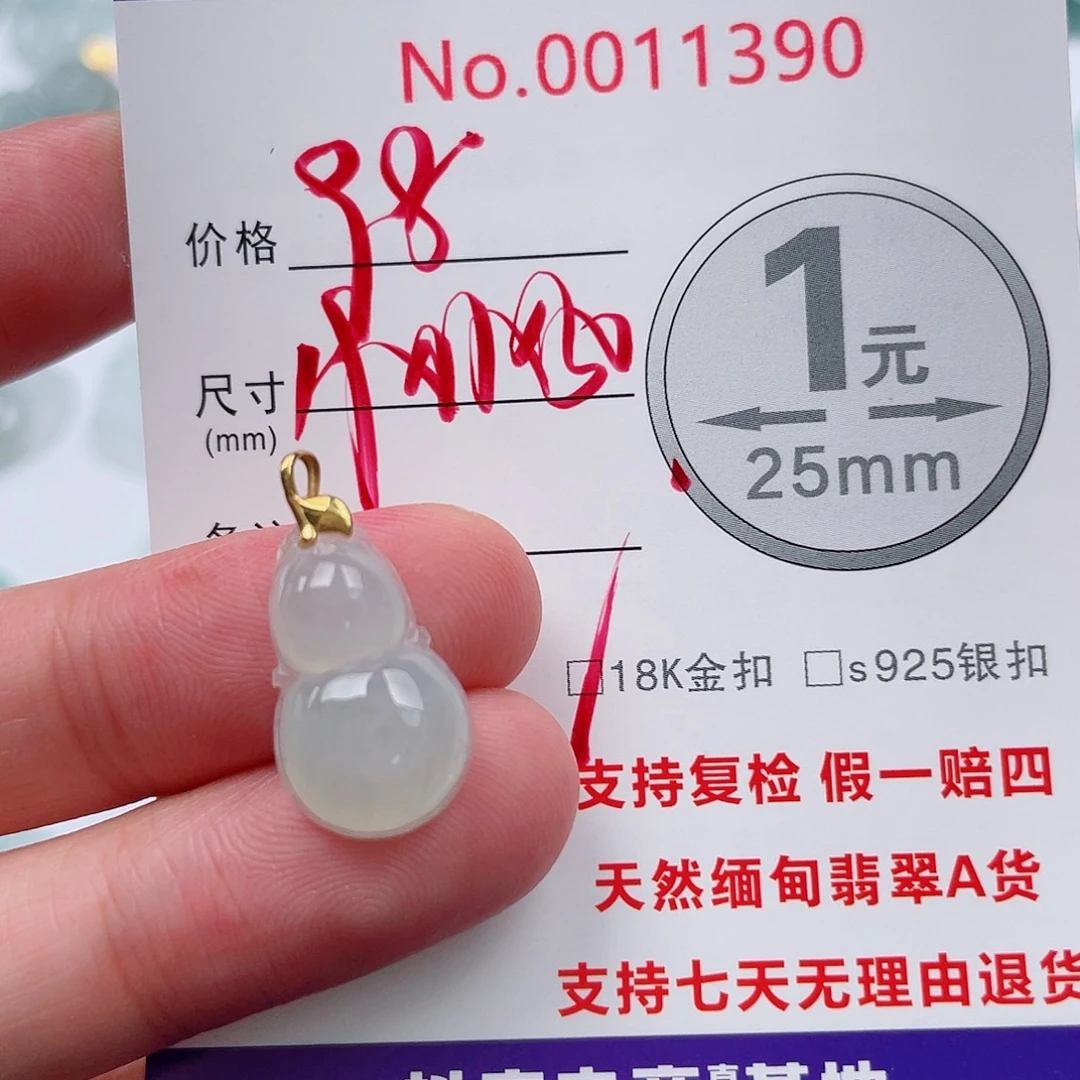 No.0011390
价格 98
尺寸
(mm)
1元
25mm
□18K金扣 □s925银扣
支持复检 假一赔四
天然缅甸翡翠A货
支持七天无理由退货